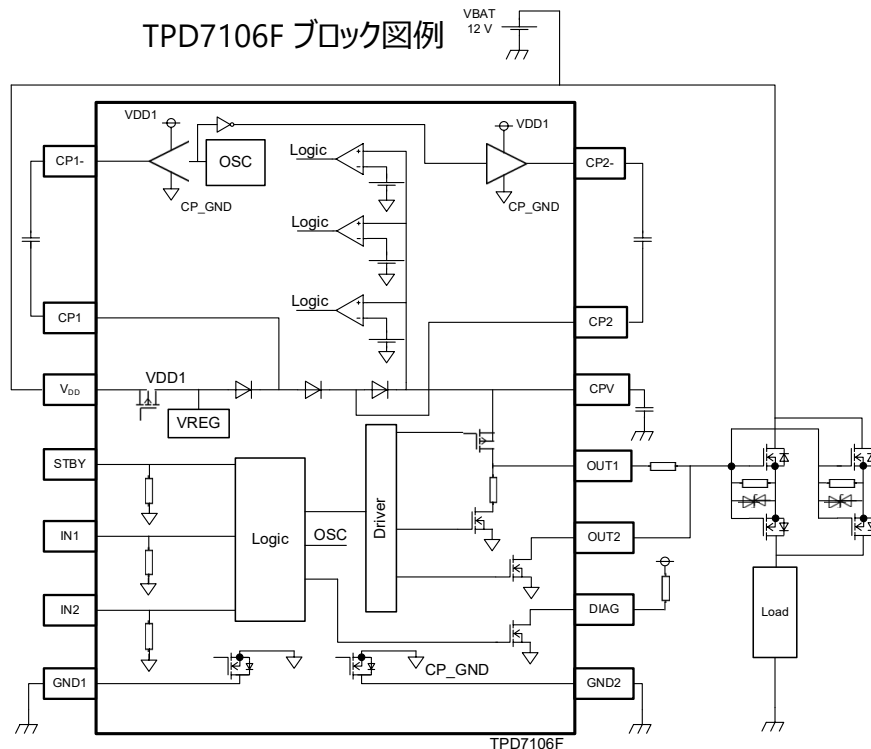 TPD7106F ブロック図例
VBAT
12 V
VDD1
VDD1
CP1-
OSC
Logic
CP2-
CP_GND
CP_GND
Logic
Logic
CP1
CP2
VDD
VDD1
CPV
VREG
STBY
OUT1
Driver
IN1
Logic
OSC
OUT2
IN2
DIAG
Load
GND1
CP_GND
GND2
TPD7106F